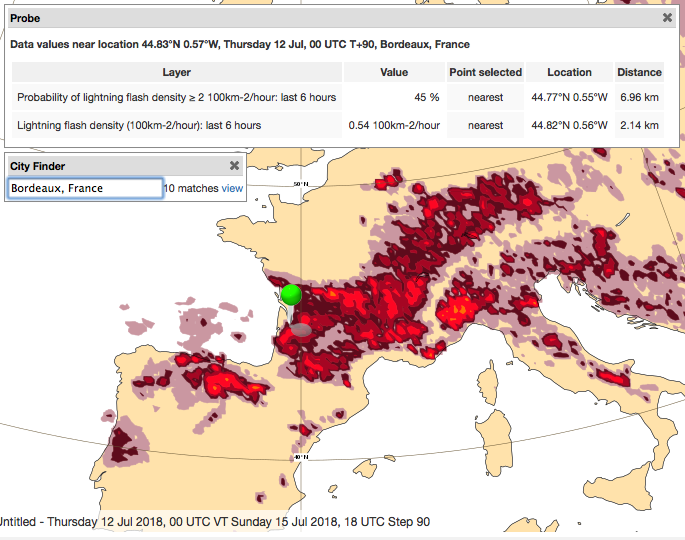 Probe
Data values near location 44.83°N 0.57°W, Thursday 12 Jul, 00 UTC T+90, Bordeaux, France
Layer Value Point selected Location Distance
Probability of lightning flash density ≥ 2 100km-2/hour: last 6 hours 45 % nearest 44.77°N 0.55°W 6.96 km
Lightning flash density (100km-2/hour): last 6 hours 0.54 100km-2/hour nearest 44.82°N 0.56°W 2.14 km
City Finder
Bordeaux, France 10 matches view
50°N
40°N
Untitled - Thursday 12 Jul 2018, 00 UTC VT Sunday 15 Jul 2018, 18 UTC Step 90